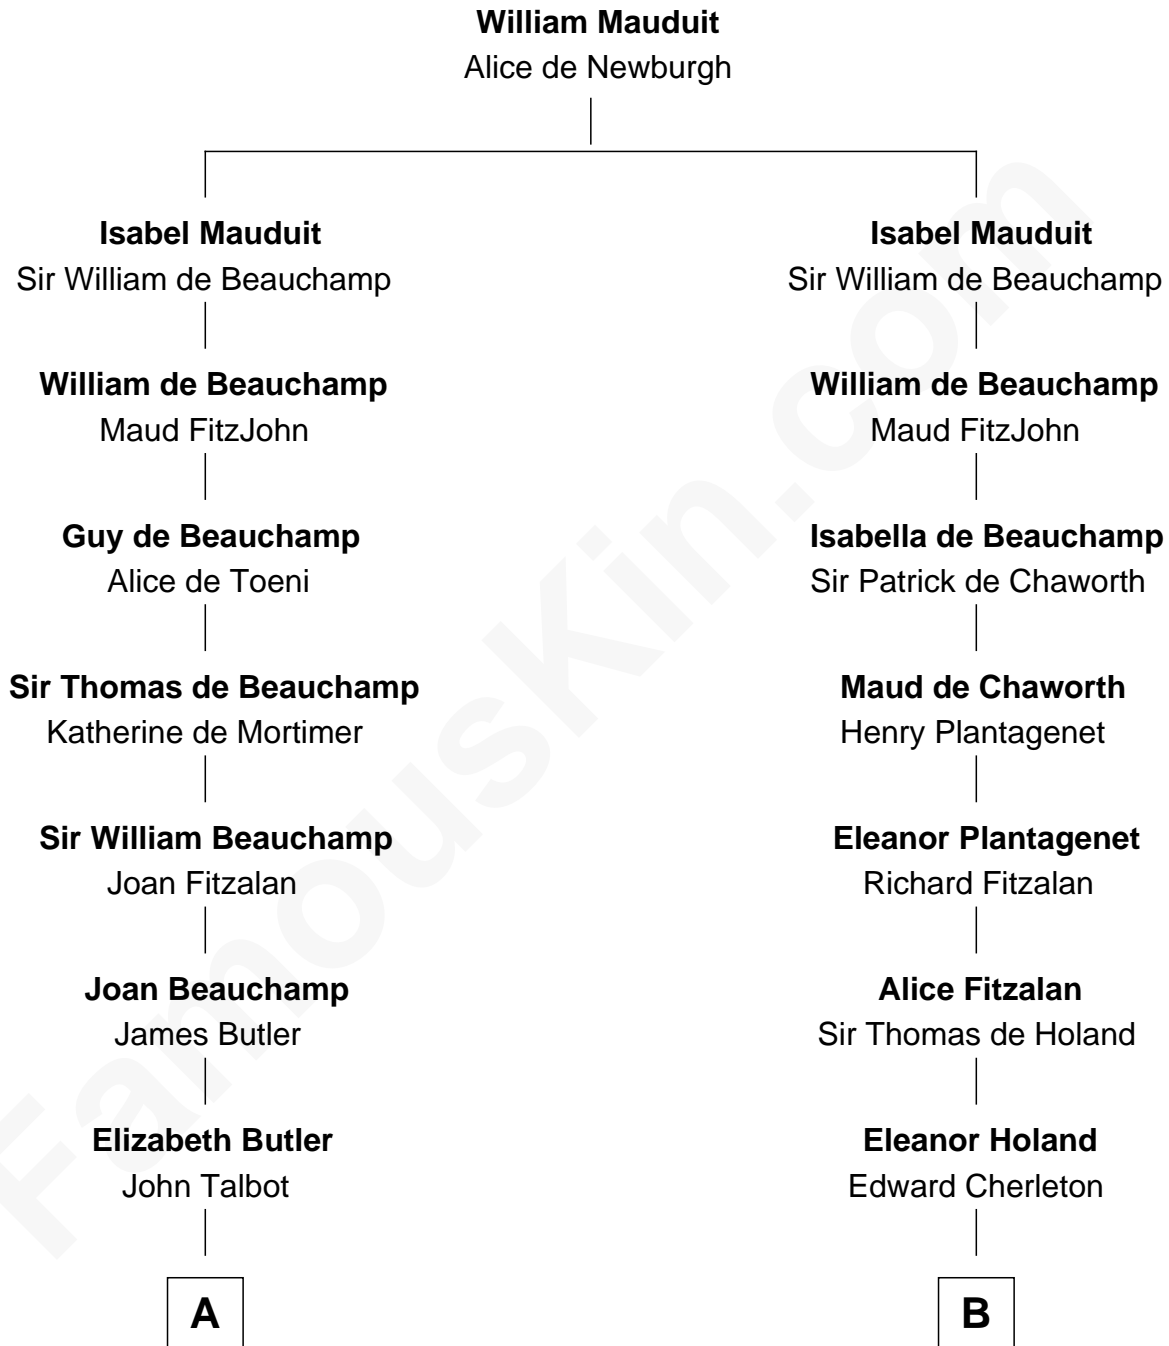 William Mauduit
Alice de Newburgh
Isabel Mauduit
Sir William de Beauchamp
William de Beauchamp
Maud FitzJohn
Guy de Beauchamp
Alice de Toeni
Sir Thomas de Beauchamp
Katherine de Mortimer
Sir William Beauchamp
Joan Fitzalan
Joan Beauchamp
James Butler
Elizabeth Butler
John Talbot
A
Isabel Mauduit
Sir William de Beauchamp
William de Beauchamp
Maud FitzJohn
Isabella de Beauchamp
Sir Patrick de Chaworth
Maud de Chaworth
Henry Plantagenet
Eleanor Plantagenet
Richard Fitzalan
Alice Fitzalan
Sir Thomas de Holand
Eleanor Holand
Edward Cherleton
B
FamousKin.com